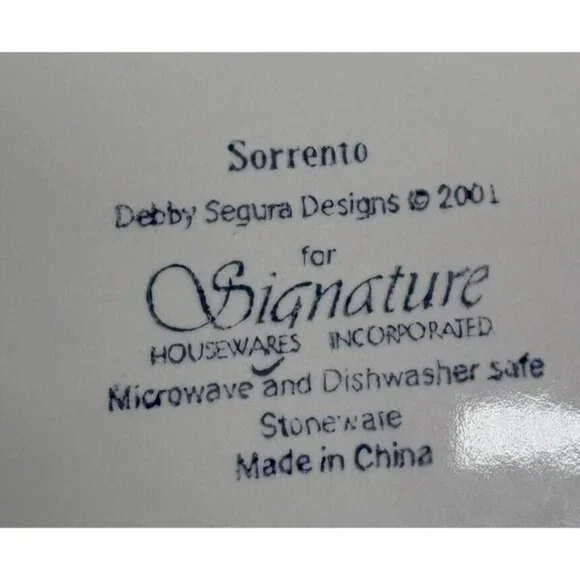 Sorrento
Debby Segura Designs © 2001
for
Signature
HOUSEWARES INCORPORATED
Microwave and Dishwasher safe
Stoneware
Made in China